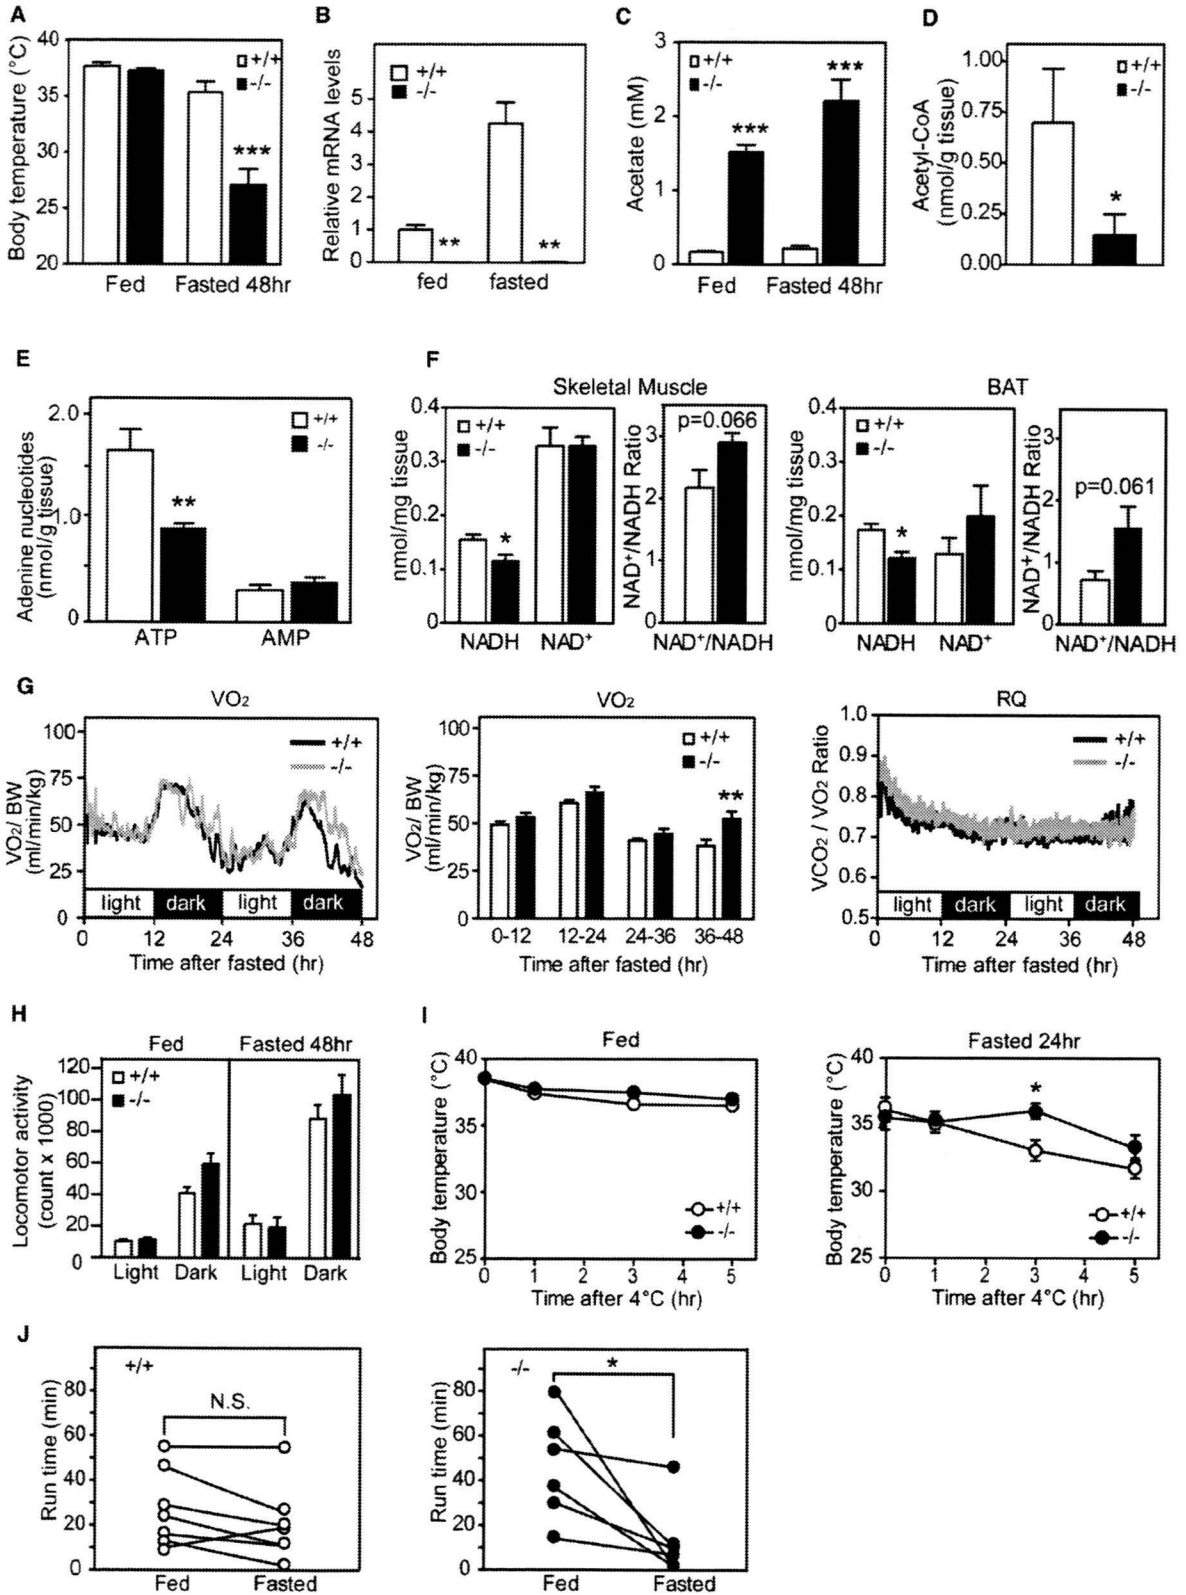 A
Body temperature (°C)
40
35
30
25
20
+/+
-/-
***
Fed
Fasted 48hr
B
Relative mRNA levels
5
4
3
2
1
0
+/+
-/-
**
**
fed
fasted
C
Acetate (mM)
3
2
1
0
+/+
-/-
***
***
Fed
Fasted 48hr
D
Acetyl-CoA
(nmol/g tissue)
1.00
0.75
0.50
0.25
0.00
+/+
-/-
*
E
Adenine nucleotides
(nmol/g tissue)
2.0
1.0
0
+/+
-/-
**
ATP
AMP
F
Skeletal Muscle
nmol/mg tissue
0.4
0.3
0.2
0.1
0
+/+
-/-
*
NADH
NAD+
NAD+/NADH Ratio
3
2
1
0
p=0.066
NAD+/NADH
BAT
nmol/mg tissue
0.4
0.3
0.2
0.1
0
+/+
-/-
*
NADH
NAD+
NAD+/NADH Ratio
3
2
1
0
p=0.061
NAD+/NADH
G
VO2
VO2/ BW
(ml/min/kg)
100
75
50
25
0
+/+
-/-
light
dark
light
dark
0
12
24
36
48
Time after fasted (hr)
VO2
VO2/ BW
(ml/min/kg)
100
75
50
25
0
+/+
-/-
**
0-12
12-24
24-36
36-48
Time after fasted (hr)
RQ
VCO2 / VO2 Ratio
1.0
0.9
0.8
0.7
0.6
0.5
+/+
-/-
light
dark
light
dark
0
12
24
36
48
Time after fasted (hr)
H
Fed
Fasted 48hr
Locomotor activity
(count x 1000)
120
100
80
60
40
20
0
+/+
-/-
Light
Dark
Light
Dark
I
Fed
Body temperature (°C)
40
35
30
25
+/+
-/-
0
1
2
3
4
5
Time after 4°C (hr)
Fasted 24hr
Body temperature (°C)
40
35
30
25
*
+/+
-/-
0
1
2
3
4
5
Time after 4°C (hr)
J
+/+
Run time (min)
80
60
40
20
0
N.S.
Fed
Fasted
-/-
Run time (min)
80
60
40
20
0
*
Fed
Fasted